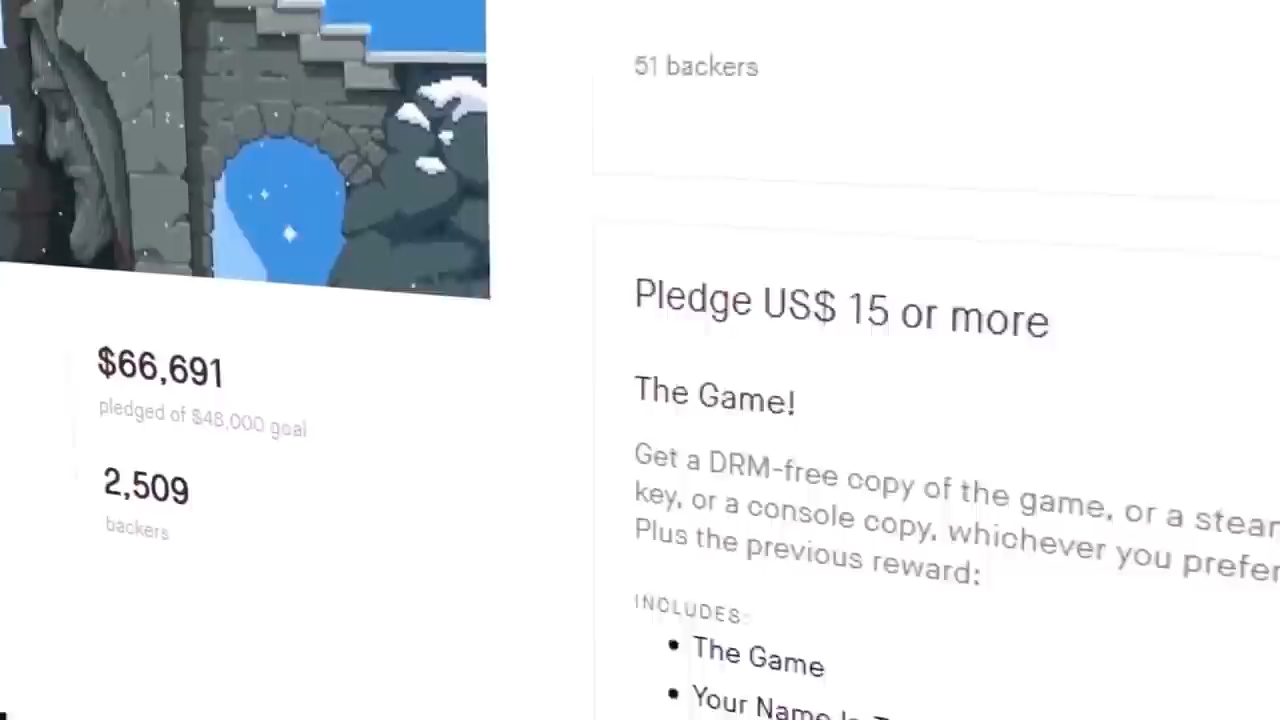 $66,691
pledged of $48,000 goal
2,509
backers
51 backers
Pledge US$ 15 or more
The Game!
Get a DRM-free copy of the game, or a
key, or a console copy, whichever you prefer
Plus the previous reward:
INCLUDES:
The Game
Your Name